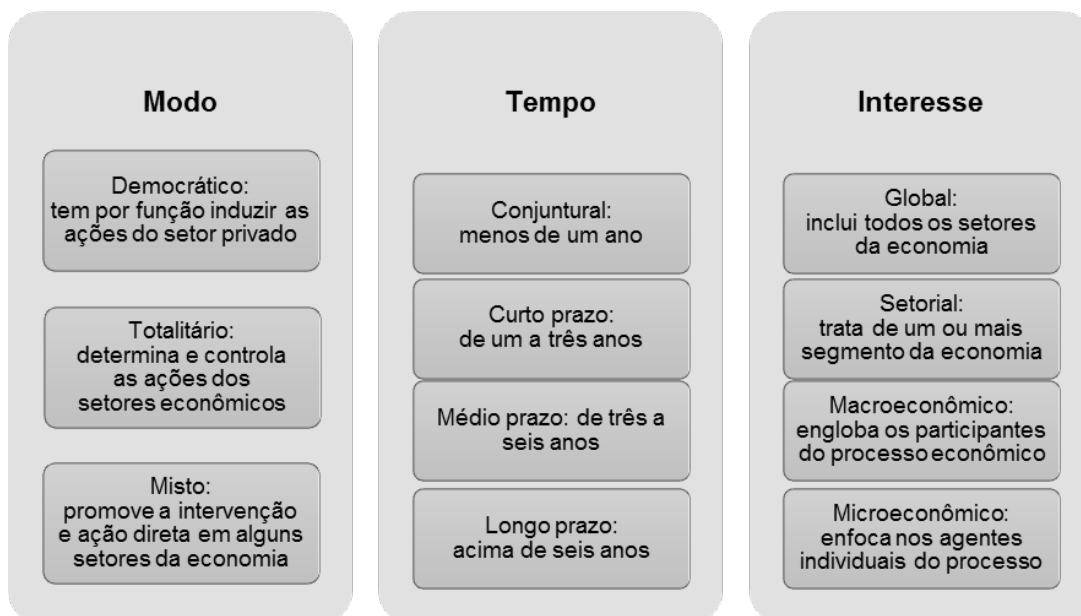 Modo
Democrático:
tem por função induzir as
ações do setor privado
Totalitário:
determina e controla
as ações dos
setores econômicos
Misto:
promove a intervenção
e ação direta em alguns
setores da economia
Tempo
Conjuntural:
menos de um ano
Curto prazo:
de um a três anos
Médio prazo: de três a
seis anos
Longo prazo:
acima de seis anos
Interesse
Global:
inclui todos os setores
da economia
Setorial:
trata de um ou mais
segmento da economia
Macroeconômico:
engloba os participantes
do processo econômico
Microeconômico:
enfoca nos agentes
individuais do processo